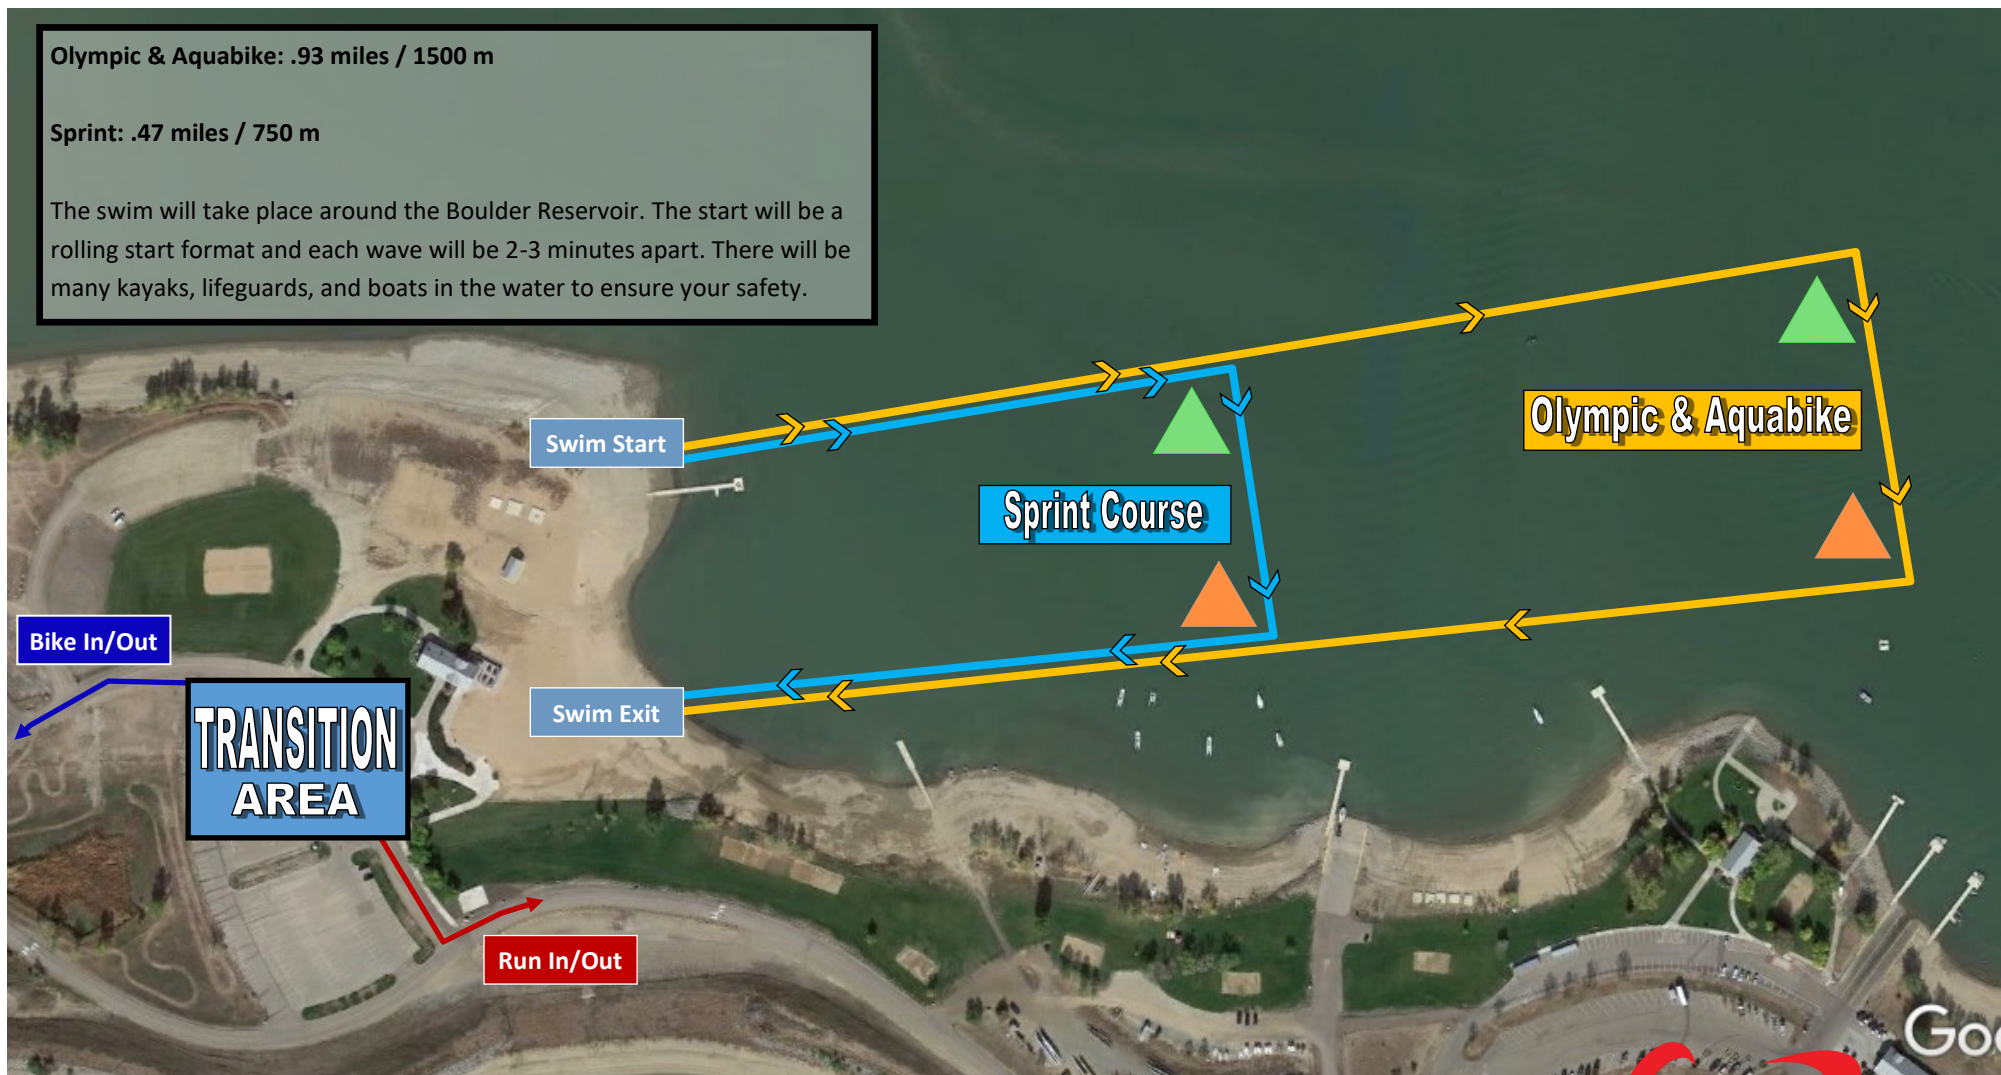 Olympic & Aquabike: .93 miles / 1500 m
Sprint: .47 miles / 750 m
The swim will take place around the Boulder Reservoir. The start will be a
rolling start format and each wave will be 2-3 minutes apart. There will be
many kayaks, lifeguards, and boats in the water to ensure your safety.
Swim Start
Olympic & Aquabike
Sprint Course
Bike In/Out
Swim Exit
TRANSITION
AREA
Run In/Out
Goo